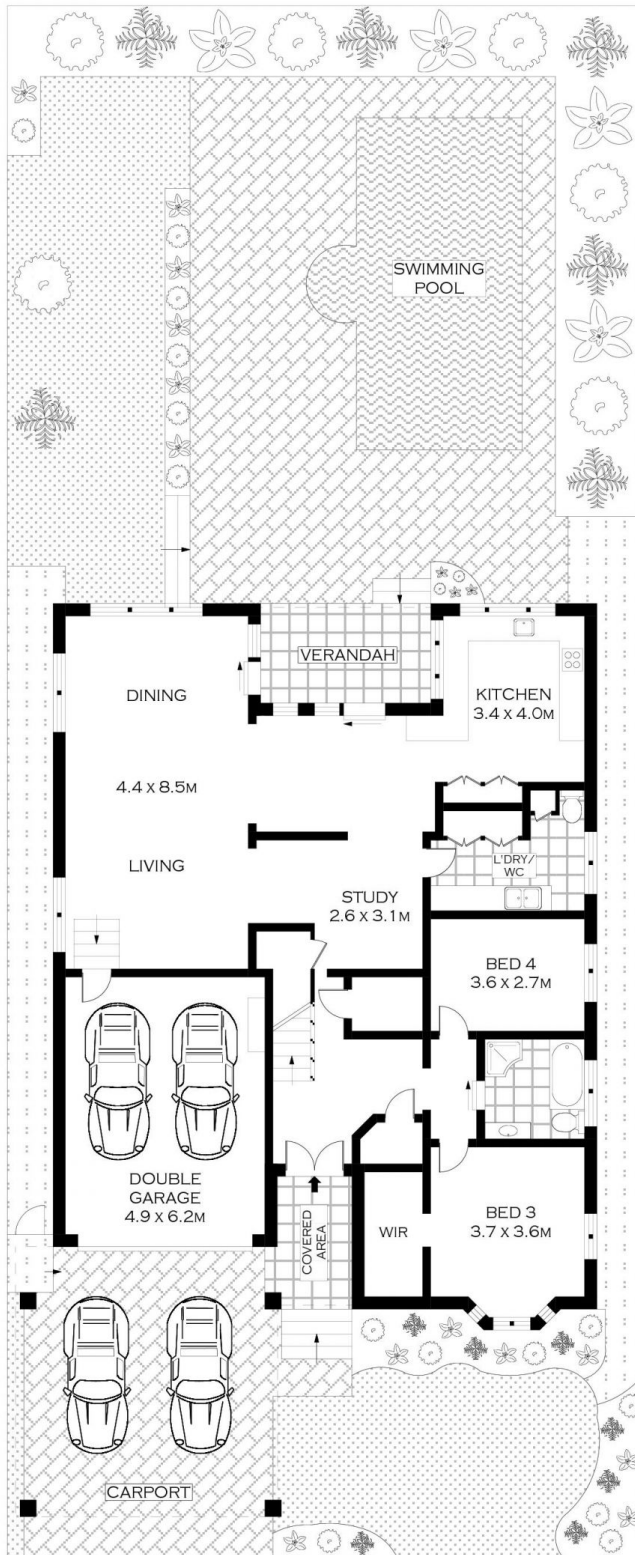 SWIMMING
POOL
VERANDAH
DINING
KITCHEN
3.4 x 4.0M
4.4 x 8.5M
LIVING
L'DRY/
WC
STUDY
2.6 x 3.1M
BED 4
3.6 x 2.7M
DOUBLE
GARAGE
4.9 x 6.2M
COVERED
AREA
WIR
BED 3
3.7 x 3.6M
CARPORT